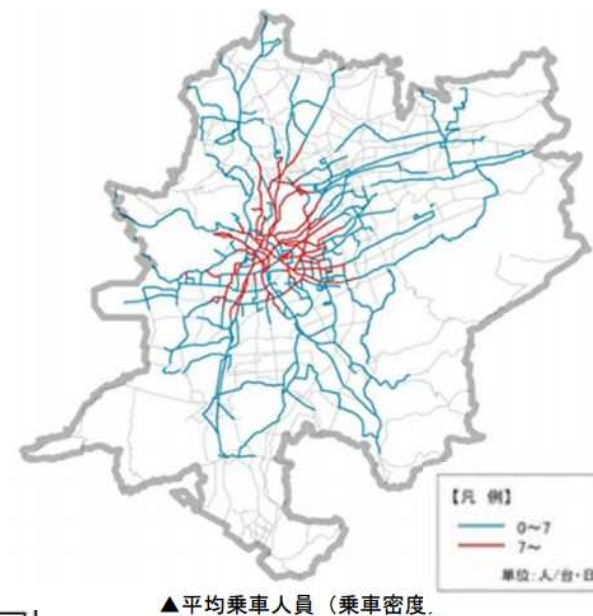 【凡 例】
0~7
7~
単位:人/台・日
▲平均乗車人員(乗車密度